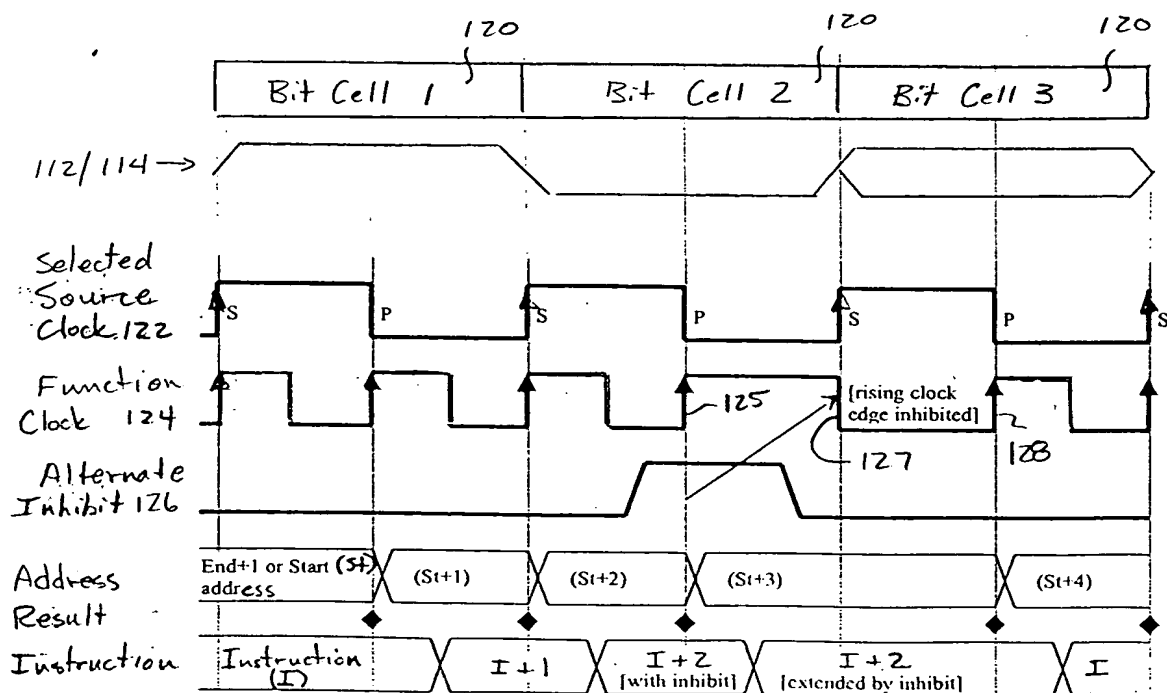 120 120 120
Bit Cell 1 Bit Cell 2 Bit Cell 3
112/114→
Selected
Source
Clock 122
S P S P S P S
Function
Clock 124
125
[rising clock
edge inhibited]
127
128
Alternate
Inhibit 126
Address
End+1 or Start (St)
address
(St+1) (St+2) (St+3) (St+4)
Result
Instruction
Instruction
(I)
I+1
I+2
[with inhibit]
I+2
[extended by inhibit]
I